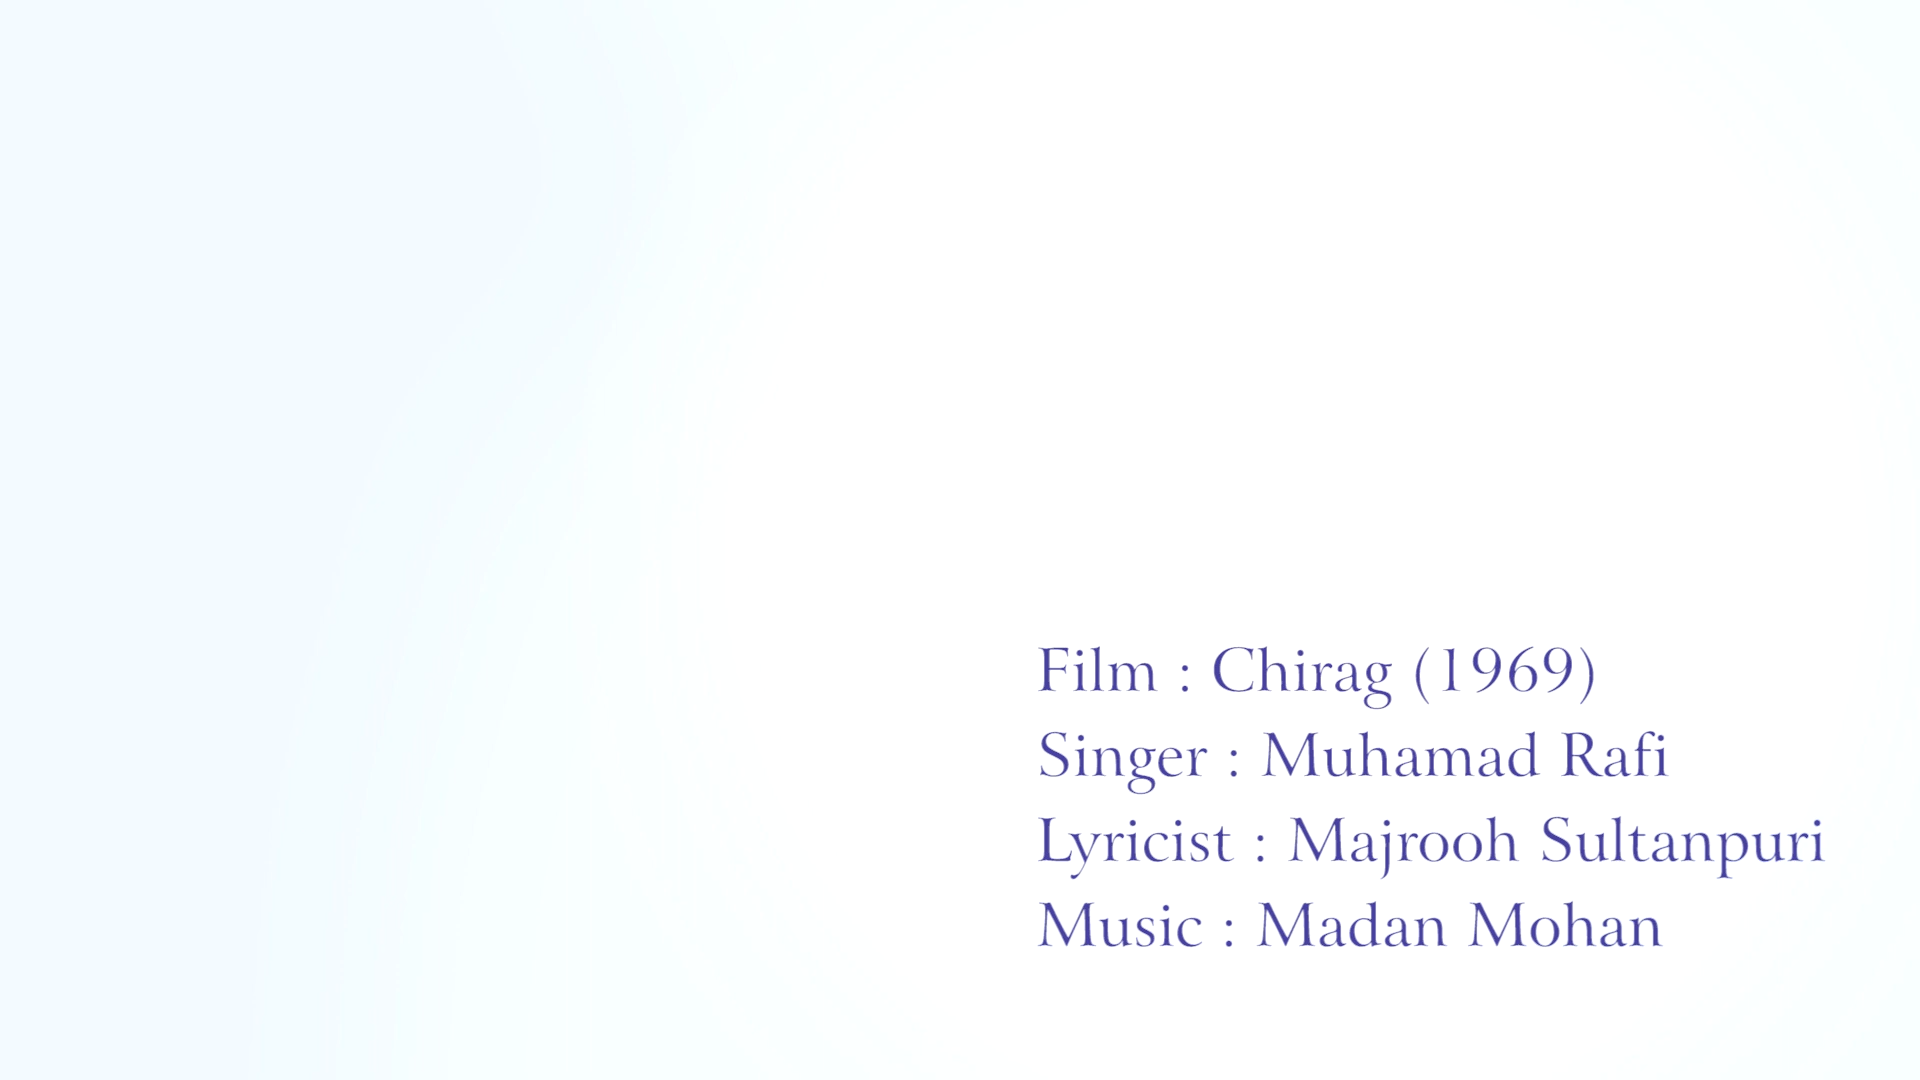 Film : Chirag (1969)
Singer : Muhamad Rafi
Lyricist : Majrooh Sultanpuri
Music : Madan Mohan